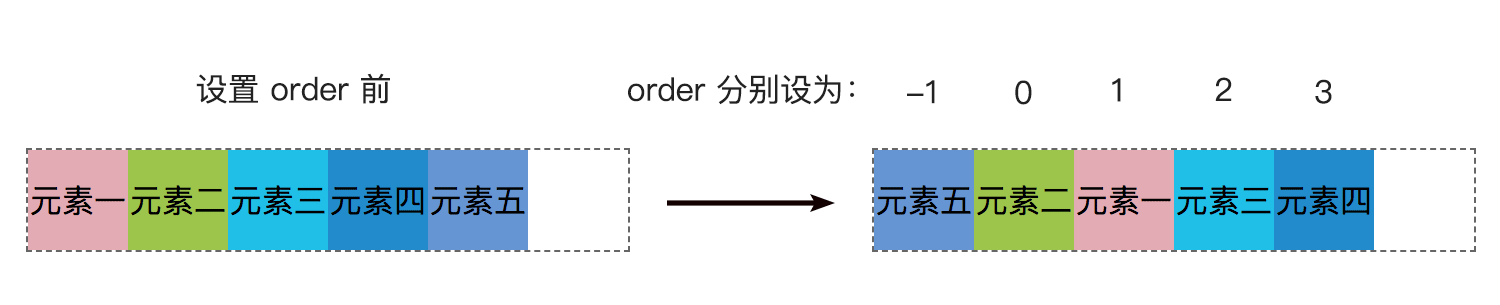 设置 order 前
order 分别设为： –1 0 1 2 3
元素一 元素二 元素三 元素四 元素五
元素五 元素二 元素一 元素三 元素四